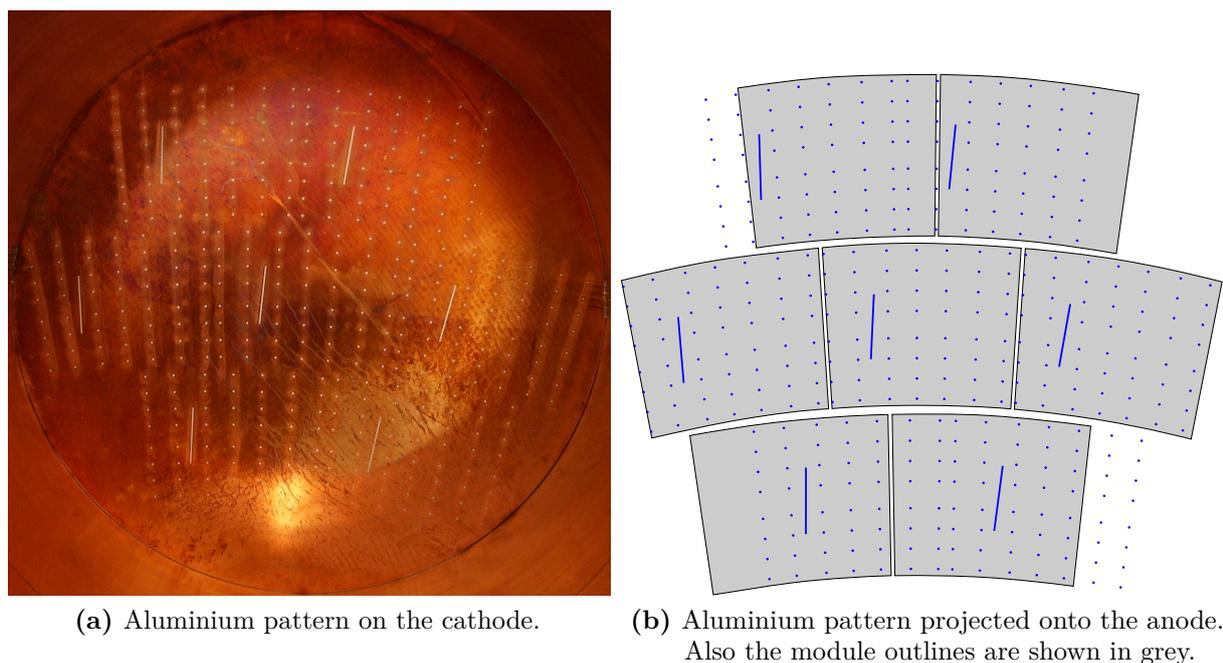 (a) Aluminium pattern on the cathode.
(b) Aluminium pattern projected onto the anode.
Also the module outlines are shown in grey.